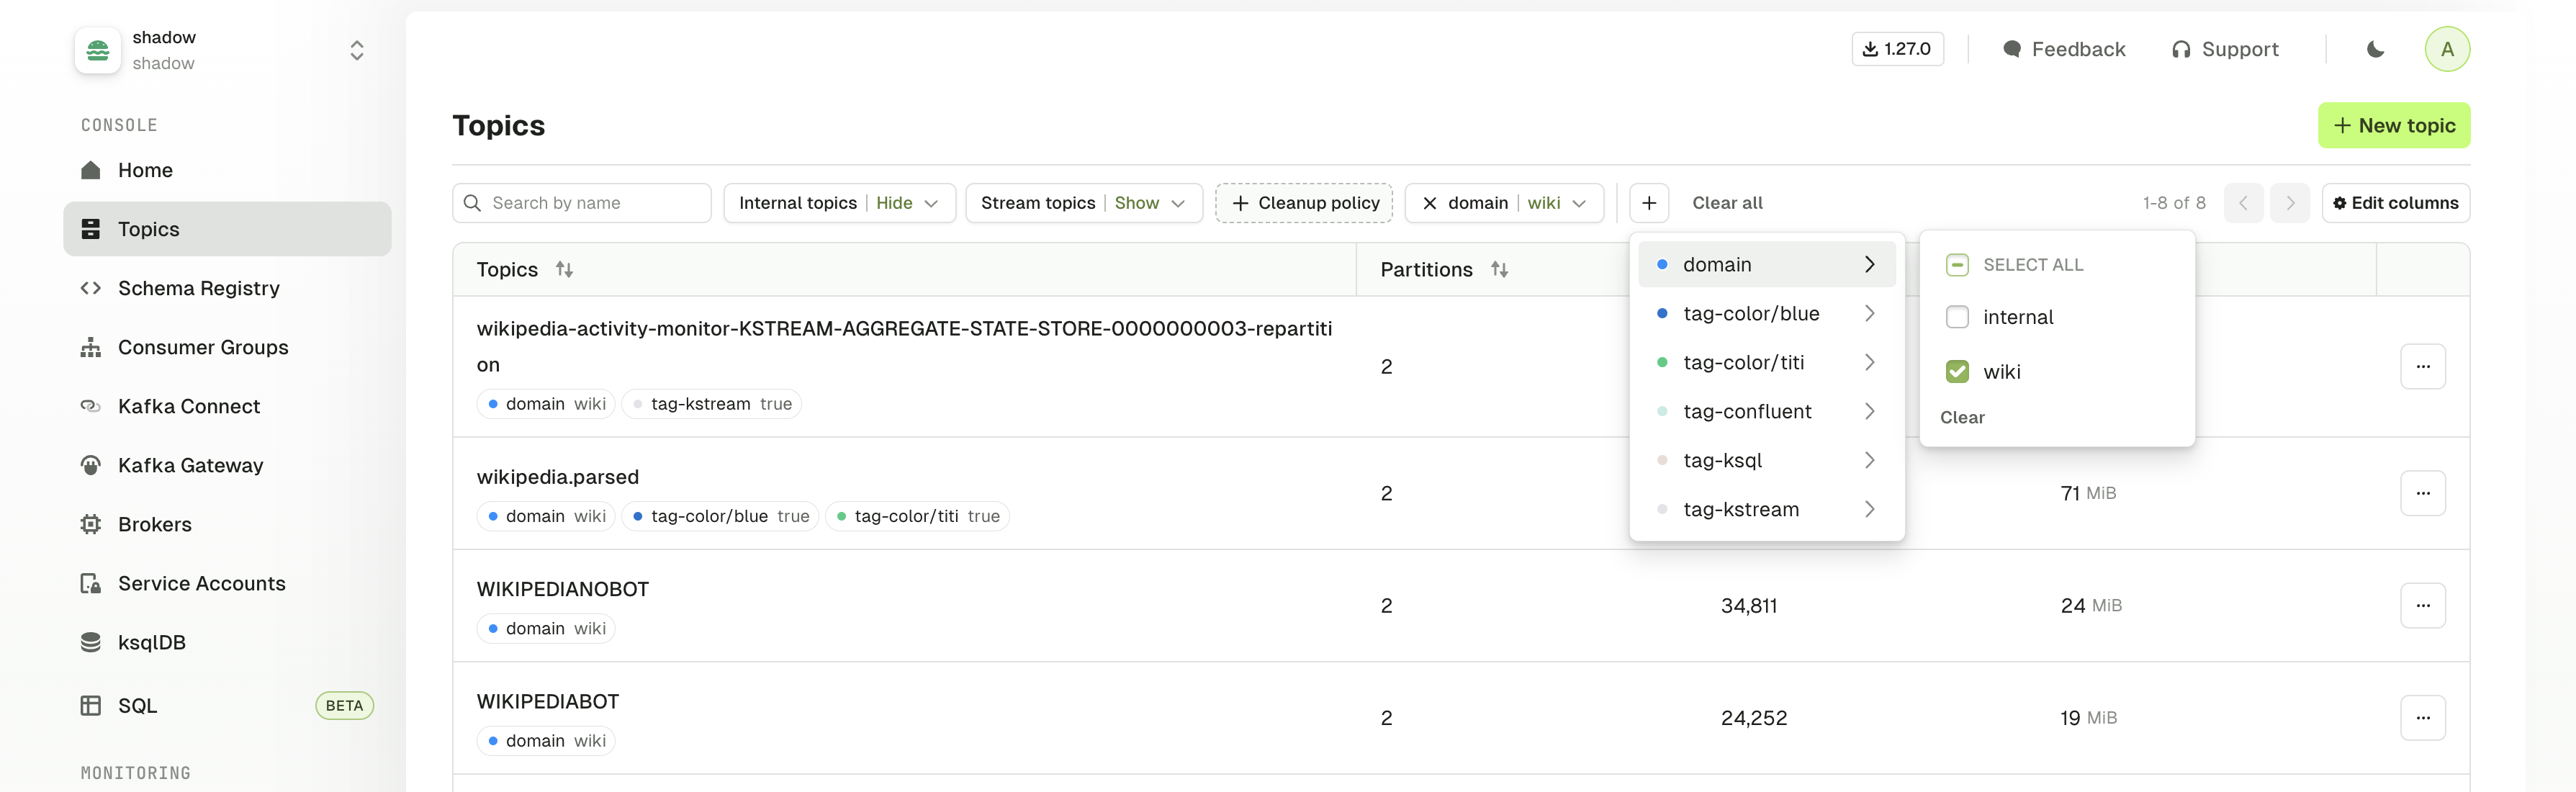 shadow
shadow
CONSOLE
Home
Topics
Schema Registry
Consumer Groups
Kafka Connect
Kafka Gateway
Brokers
Service Accounts
ksqlDB
SQL BETA
MONITORING
1.27.0 Feedback Support A
Topics New topic
Search by name Internal topics Hide Stream topics Show Cleanup policy domain wiki Clear all 1-8 of 8 Edit columns
Topics Partitions
wikipedia-activity-monitor-KSTREAM-AGGREGATE-STATE-STORE-0000000003-repartiti
on
2
domain wiki tag-kstream true
wikipedia.parsed
2 71 MiB
domain wiki tag-color/blue true tag-color/titi true
WIKIPEDIANOBOT
2 34,811 24 MiB
domain wiki
WIKIPEDIABOT
2 24,252 19 MiB
domain wiki
domain
tag-color/blue
tag-color/titi
tag-confluent
tag-ksql
tag-kstream
SELECT ALL
internal
wiki
Clear